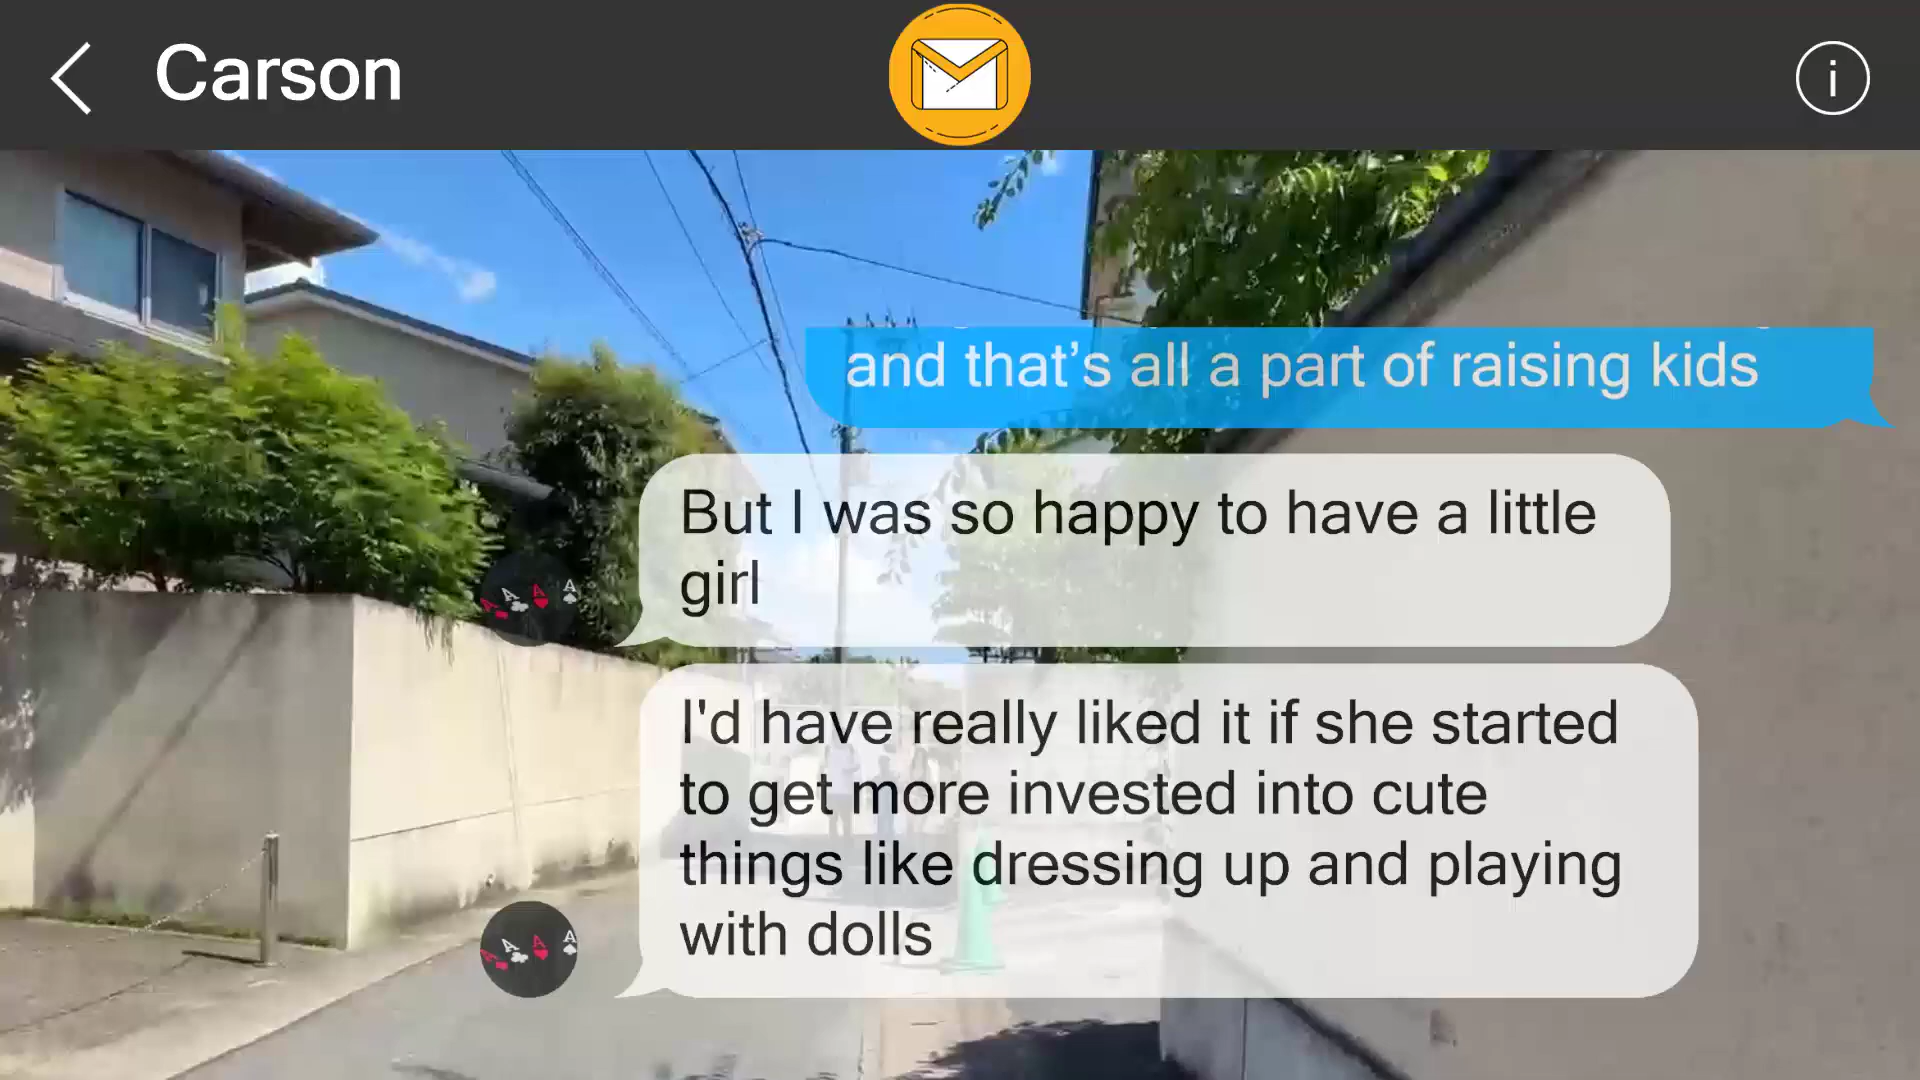 Carson
i
and that’s all a part of raising kids
But I was so happy to have a little
girl
A A A A
I'd have really liked it if she started
to get more invested into cute
things like dressing up and playing
with dolls
A A A A